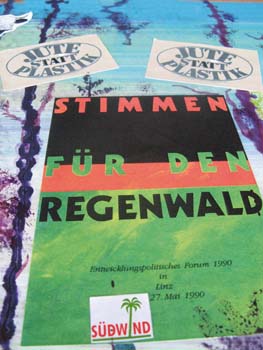 JUTE
STATT
PLASTIK
JUTE
STATT
PLASTIK
STIMMEN
FÜR DEN
REGENWALD
Entwicklungspolitisches Forum 1990
in
Linz
27. Mai 1990
SÜDWIND